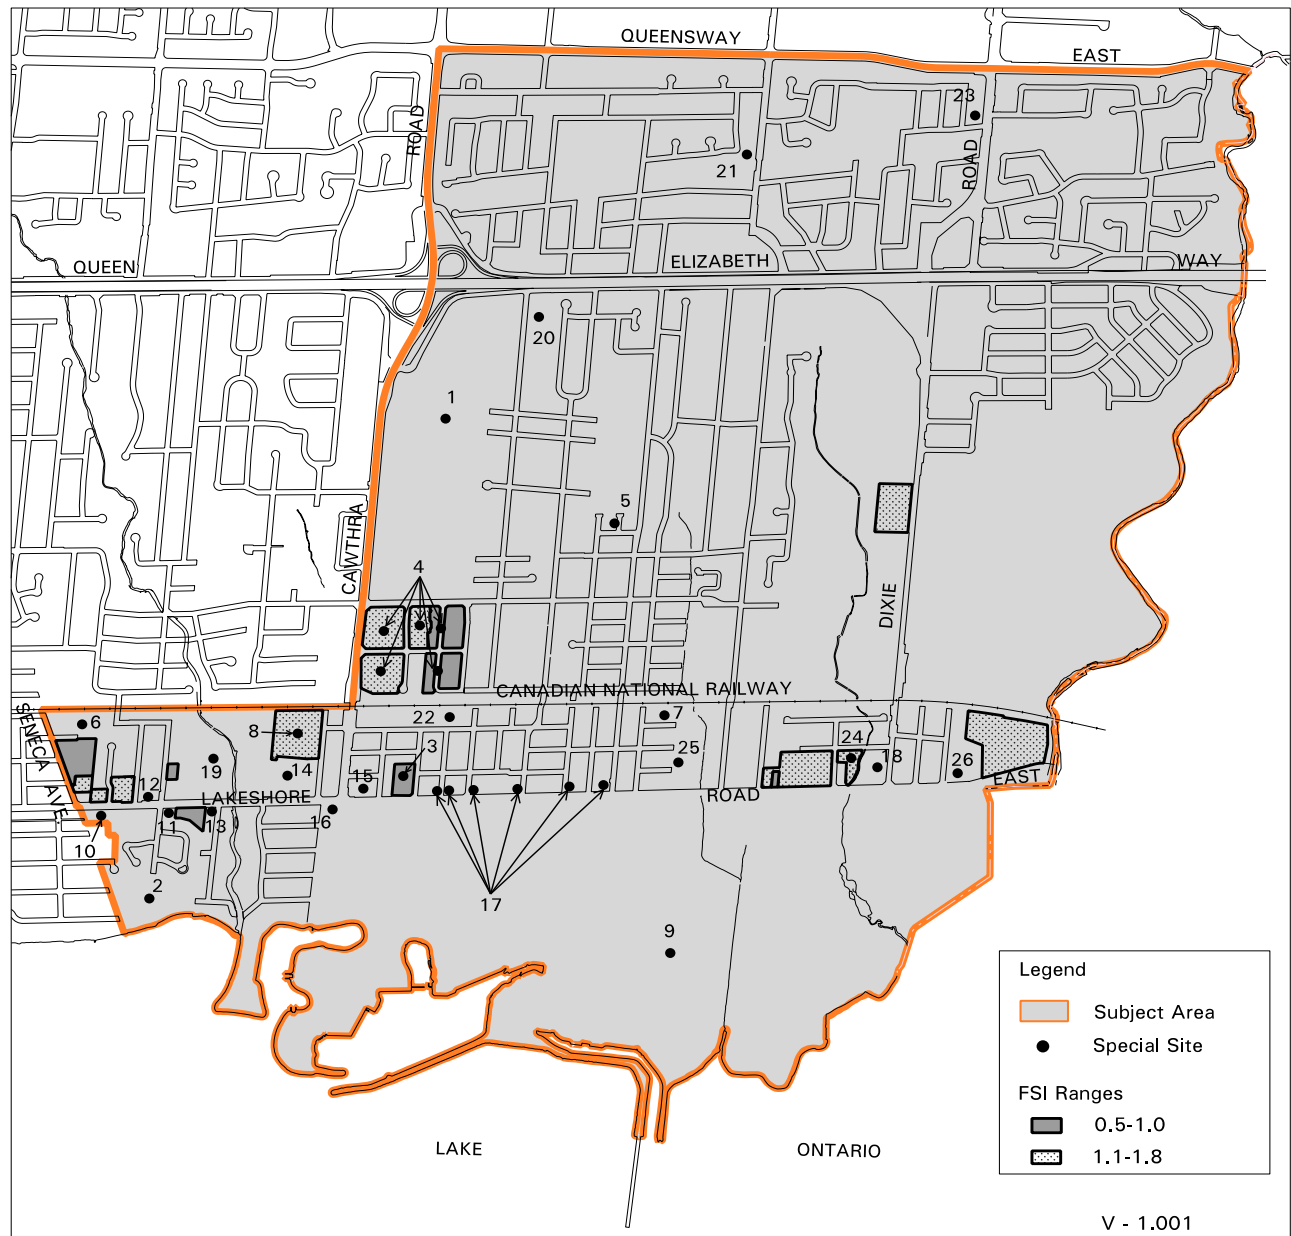 QUEENSWAY
EAST
ROAD
23
ROAD
21
QUEEN
ELIZABETH
WAY
20
1
5
CAWTHRA
4
DIXIE
CANADIAN NATIONAL RAILWAY
SENECA
AVE.
6
8
22
7
3
24
25
18
26
19
14
15
12
LAKESHORE
ROAD
EAST
11
13
16
10
2
17
9
Legend
Subject Area
Special Site
FSI Ranges
0.5-1.0
1.1-1.8
LAKE
ONTARIO
V - 1.001